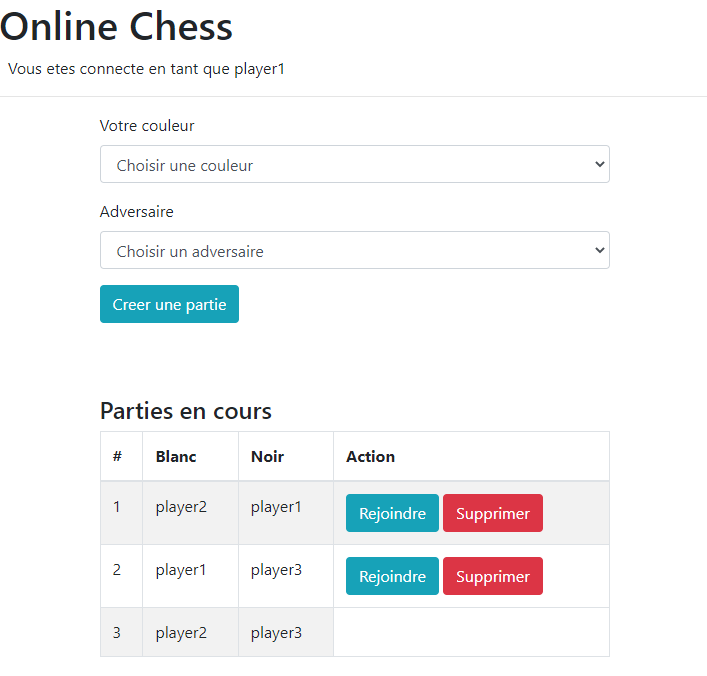 Online Chess
Vous etes connecte en tant que player1
Votre couleur
Choisir une couleur
Adversaire
Choisir un adversaire
Creer une partie
Parties en cours
# Blanc Noir Action
1 player2 player1 Rejoindre Supprimer
2 player1 player3 Rejoindre Supprimer
3 player2 player3